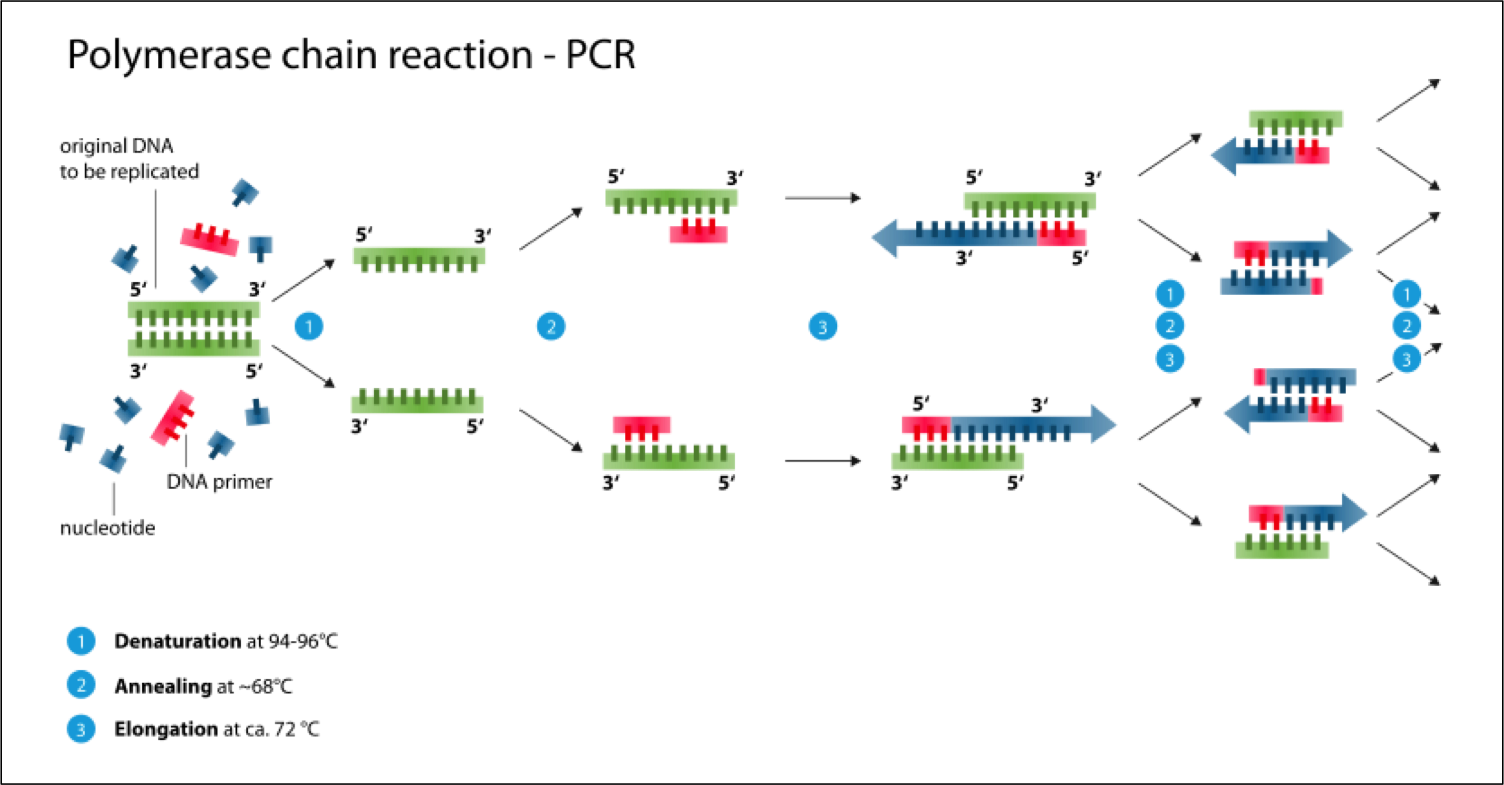 Polymerase chain reaction - PCR
original DNA
to be replicated
5‘ 3‘
3‘ 5‘
DNA primer
nucleotide
1
5‘ 3‘
3‘ 5‘
2
5‘ 3‘
3‘ 5‘
3
5‘ 3‘
3‘ 5‘
5‘ 3‘
3‘ 5‘
1
2
3
1
2
3
1 Denaturation at 94-96°C
2 Annealing at ~68°C
3 Elongation at ca. 72 °C